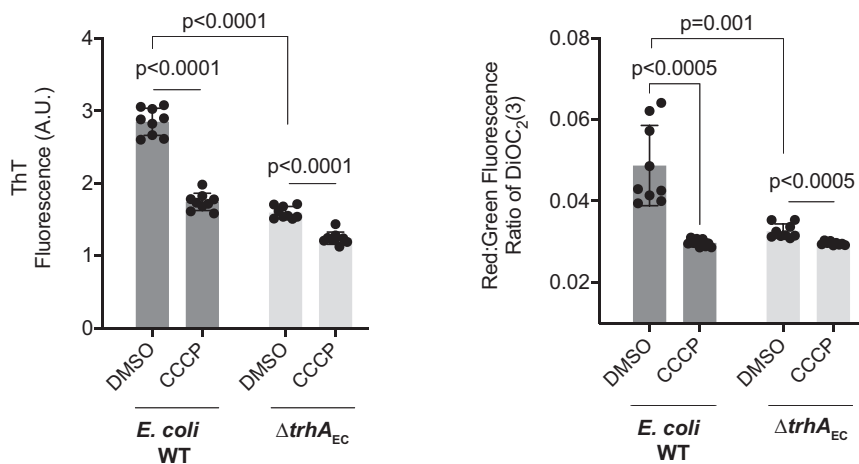 p<0.0001
4
p<0.0001
3
p<0.0001
2
1
0
ThT
Fluorescence (A.U.)
DMSO
CCCP
DMSO
CCCP
E. coli
WT
ΔtrhA_EC
0.08
p=0.001
p<0.0005
0.06
p<0.0005
0.04
0.02
Red:Green Fluorescence
Ratio of DiOC₂(3)
DMSO
CCCP
DMSO
CCCP
E. coli
WT
ΔtrhA_EC